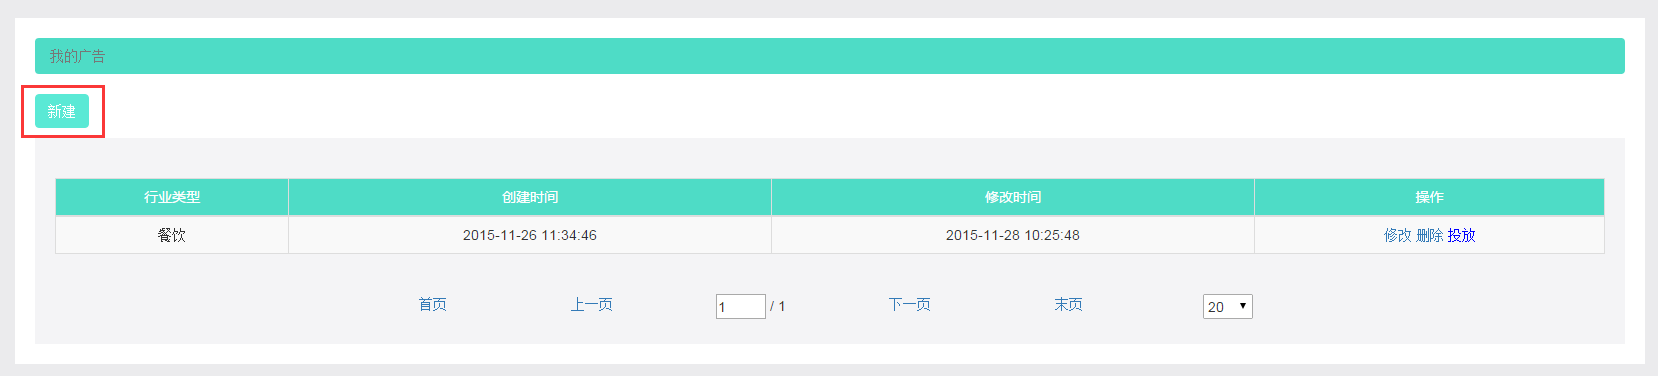 我的广告
新建
行业类型 创建时间 修改时间 操作
餐饮 2015-11-26 11:34:46 2015-11-28 10:25:48 修改 删除 投放
首页 上一页 1 / 1 下一页 末页 20